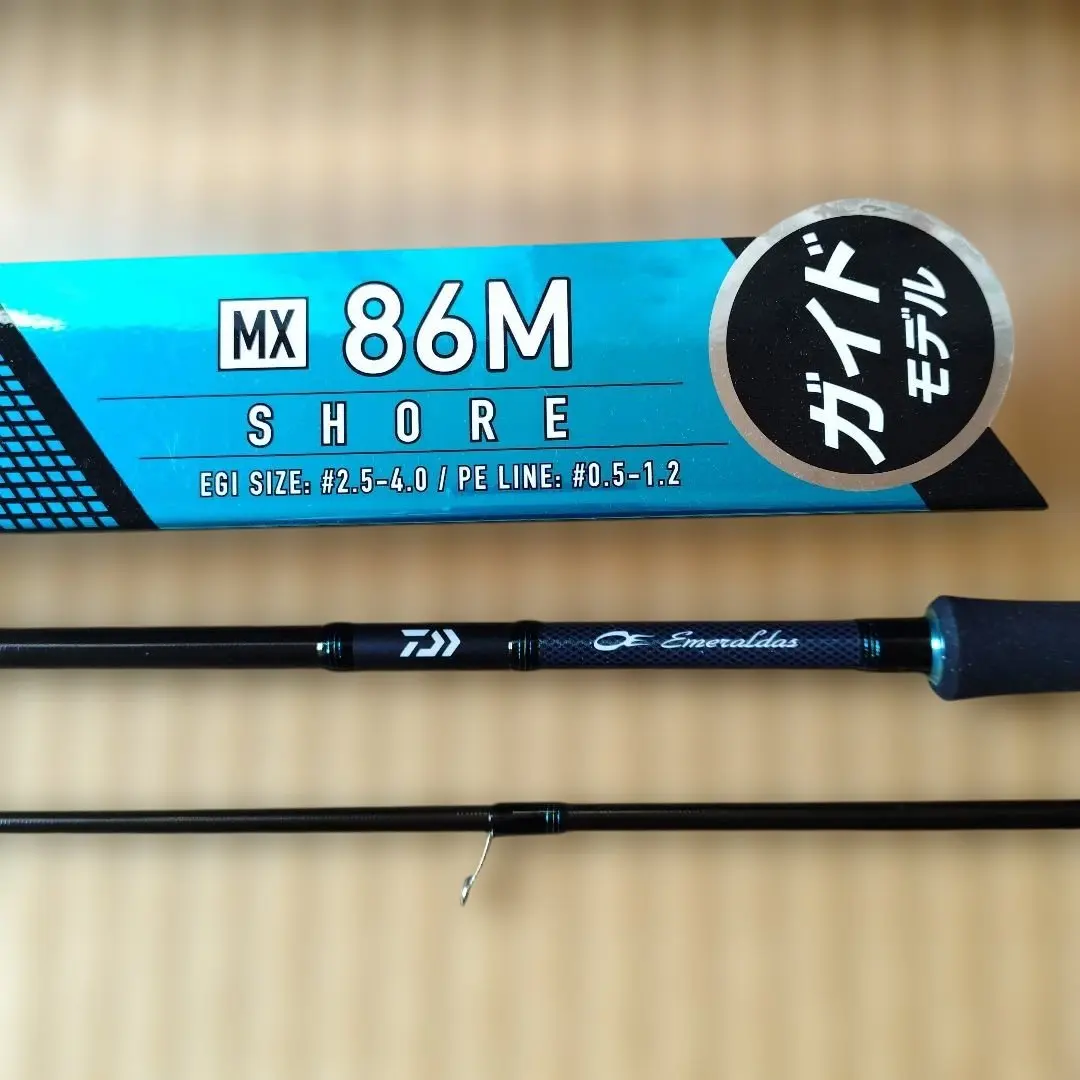 MX 86M
SHORE
EGI SIZE: #2.5-4.0 / PE LINE: #0.5-1.2
ガイド
モデル
Emeraldas